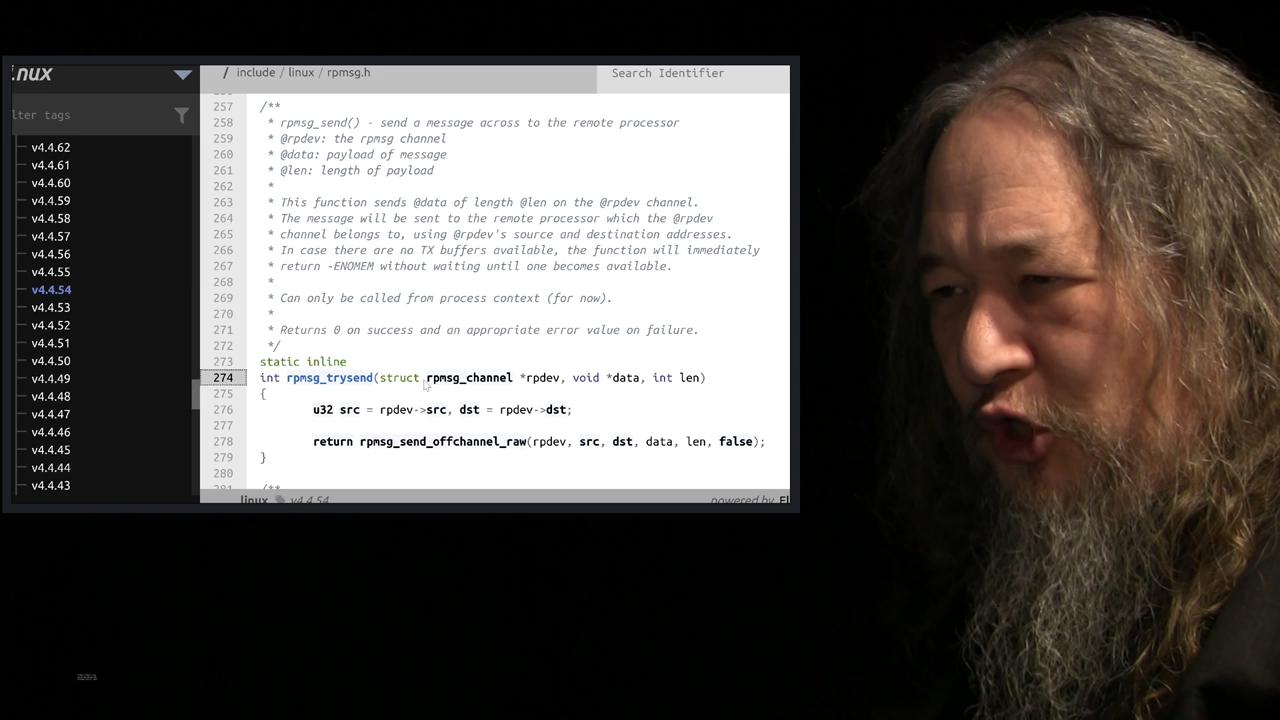 .nux
/ include / linux / rpmsg.h
Search Identifier
lter tags
v4.4.62
v4.4.61
v4.4.60
v4.4.59
v4.4.58
v4.4.57
v4.4.56
v4.4.55
v4.4.54
v4.4.53
v4.4.52
v4.4.51
v4.4.50
v4.4.49
v4.4.48
v4.4.47
v4.4.46
v4.4.45
v4.4.44
v4.4.43
257 /**
258 * rpmsg_send() - send a message across to the remote processor
259 * @rpdev: the rpmsg channel
260 * @data: payload of message
261 * @len: length of payload
262 *
263 * This function sends @data of length @len on the @rpdev channel.
264 * The message will be sent to the remote processor which the @rpdev
265 * channel belongs to, using @rpdev's source and destination addresses.
266 * In case there are no TX buffers available, the function will immediately
267 * return -ENOMEM without waiting until one becomes available.
268 *
269 * Can only be called from process context (for now).
270 *
271 * Returns 0 on success and an appropriate error value on failure.
272 */
273 static inline
274 int rpmsg_trysend(struct rpmsg_channel *rpdev, void *data, int len)
275 {
276 u32 src = rpdev->src, dst = rpdev->dst;
277
278 return rpmsg_send_offchannel_raw(rpdev, src, dst, data, len, false);
279 }
280
281 /**
linux v4.4.54
powered by El